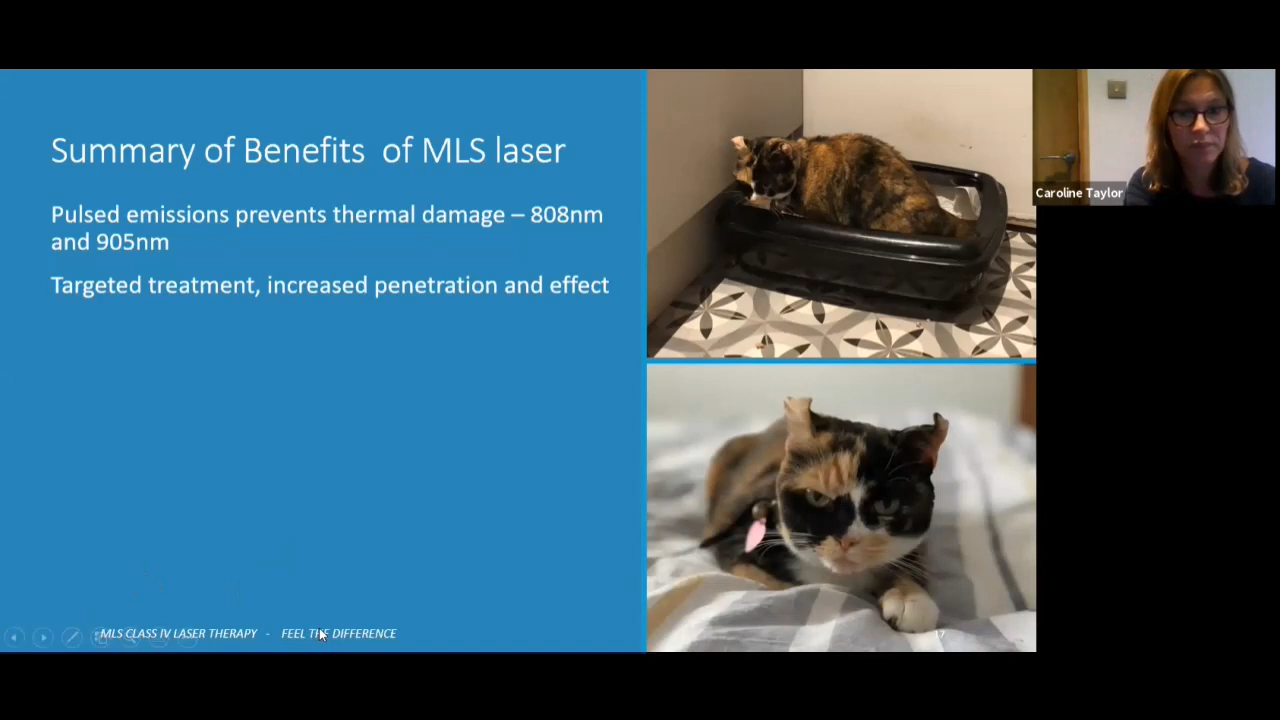 Summary of Benefits  of MLS laser
Pulsed emissions prevents thermal damage – 808nm
and 905nm
Targeted treatment, increased penetration and effect
MLS CLASS IV LASER THERAPY   -   FEEL THE DIFFERENCE
17
Caroline Taylor